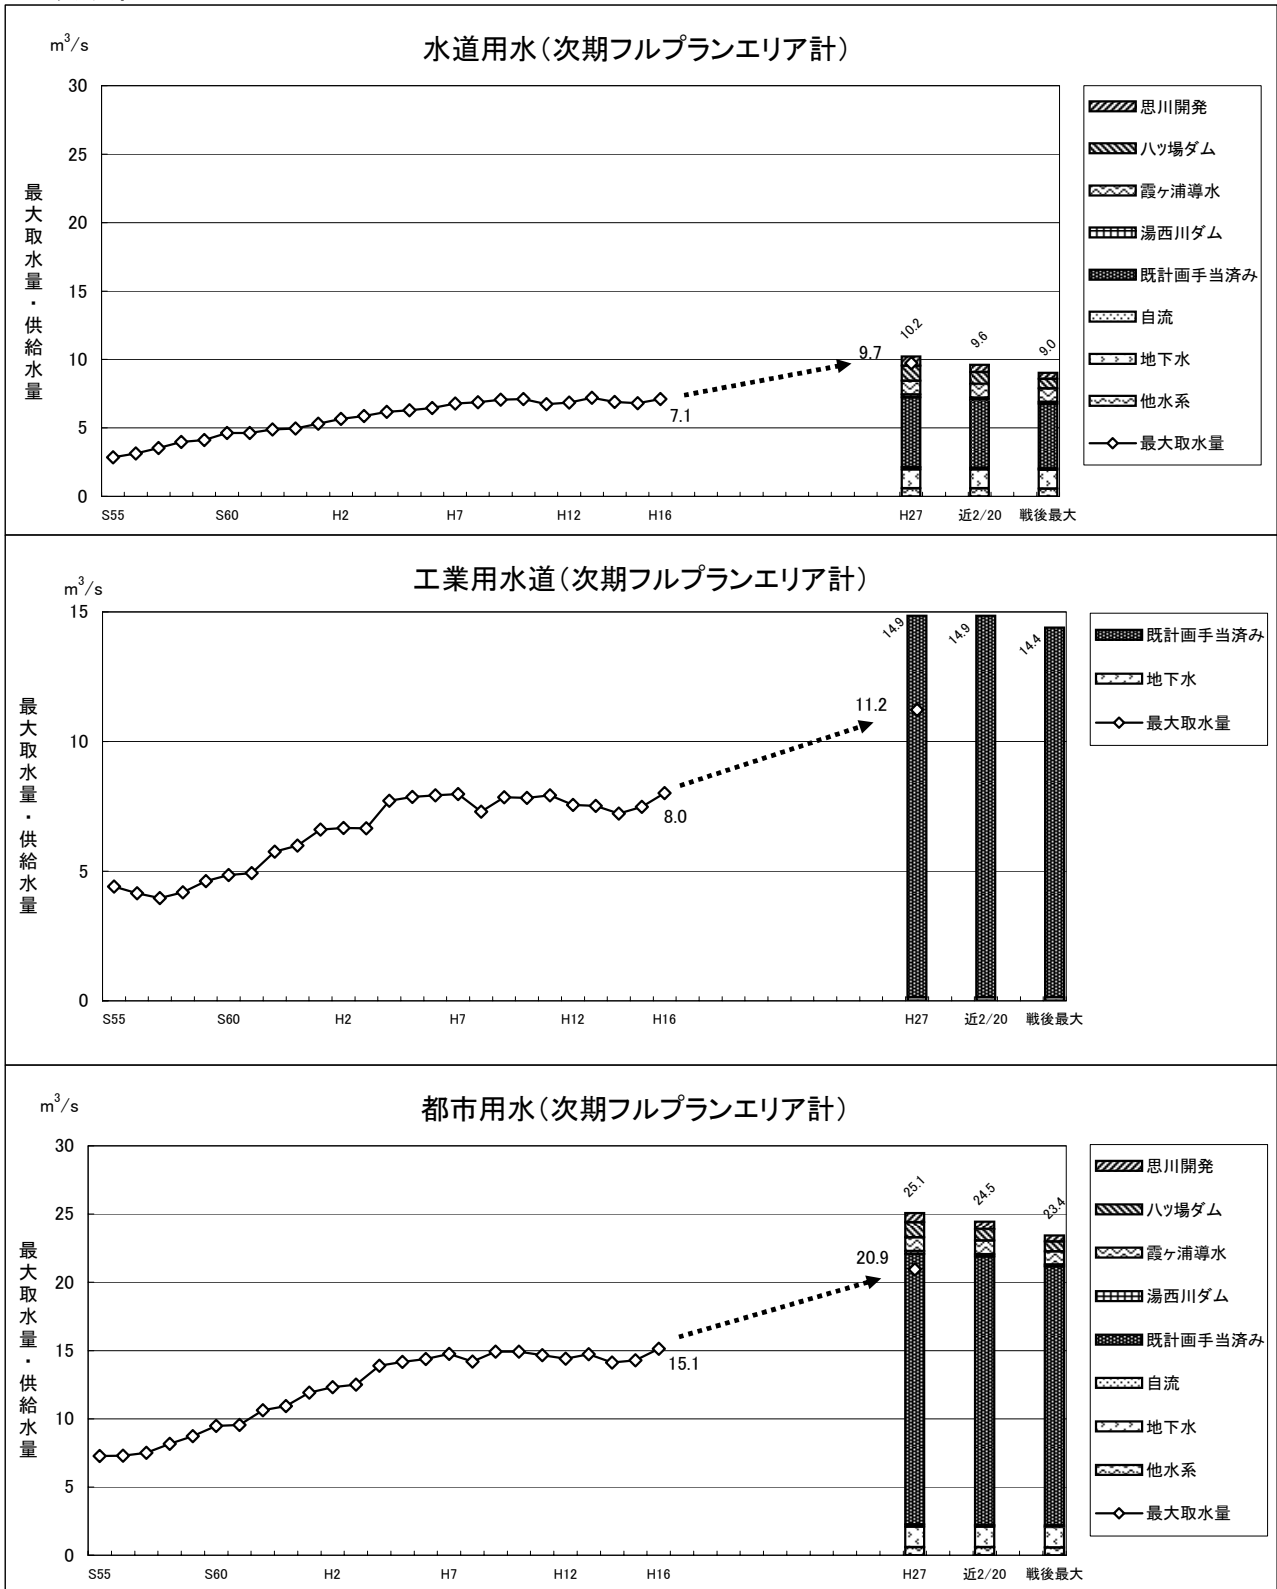 水道用水(次期フルプランエリア計)
m3/s
最大取水量・供給水量
30
25
20
15
10
5
0
S55 S60 H2 H7 H12 H16 H27 近2/20 戦後最大
7.1
9.7
10.2
9.6
9.0
思川開発
八ッ場ダム
霞ヶ浦導水
湯西川ダム
既計画手当済み
自流
地下水
他水系
最大取水量
工業用水道(次期フルプランエリア計)
m3/s
最大取水量・供給水量
15
10
5
0
S55 S60 H2 H7 H12 H16 H27 近2/20 戦後最大
8.0
11.2
14.9
14.9
14.4
既計画手当済み
地下水
最大取水量
都市用水(次期フルプランエリア計)
m3/s
最大取水量・供給水量
30
25
20
15
10
5
0
S55 S60 H2 H7 H12 H16 H27 近2/20 戦後最大
15.1
20.9
25.1
24.5
23.4
思川開発
八ッ場ダム
霞ヶ浦導水
湯西川ダム
既計画手当済み
自流
地下水
他水系
最大取水量